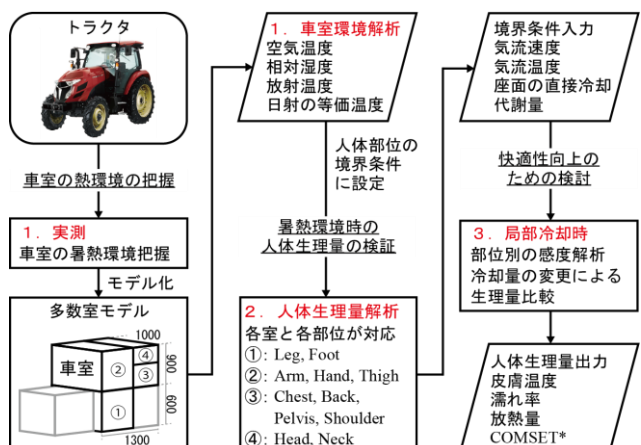 トラクタ
車室の熱環境の把握
1．実測
車室の暑熱環境把握
モデル化
多数室モデル
1000
車室
④
②
③
900
①
600
1300
1．車室環境解析
空気温度
相対湿度
放射温度
日射の等価温度
人体部位の
境界条件
に設定
暑熱環境時の
人体生理量の検証
2．人体生理量解析
各室と各部位が対応
①: Leg, Foot
②: Arm, Hand, Thigh
③: Chest, Back,
Pelvis, Shoulder
④: Head, Neck
境界条件入力
気流速度
気流温度
座面の直接冷却
代謝量
快適性向上の
ための検討
3．局部冷却時
部位別の感度解析
冷却量の変更による
生理量比較
人体生理量出力
皮膚温度
濡れ率
放熱量
COMSET*